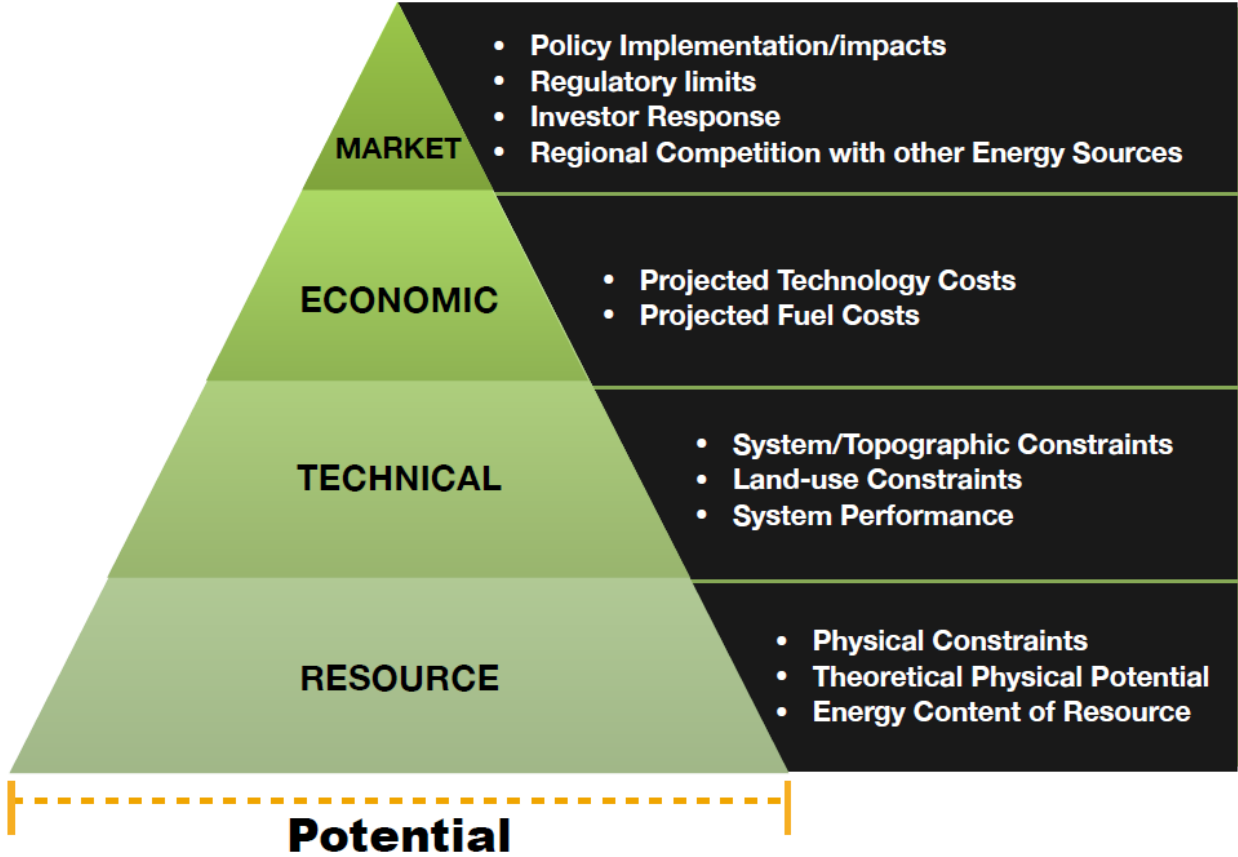 • Policy Implementation/impacts
• Regulatory limits
• Investor Response
• Regional Competition with other Energy Sources
MARKET
• Projected Technology Costs
• Projected Fuel Costs
ECONOMIC
• System/Topographic Constraints
• Land-use Constraints
• System Performance
TECHNICAL
• Physical Constraints
• Theoretical Physical Potential
• Energy Content of Resource
RESOURCE
Potential